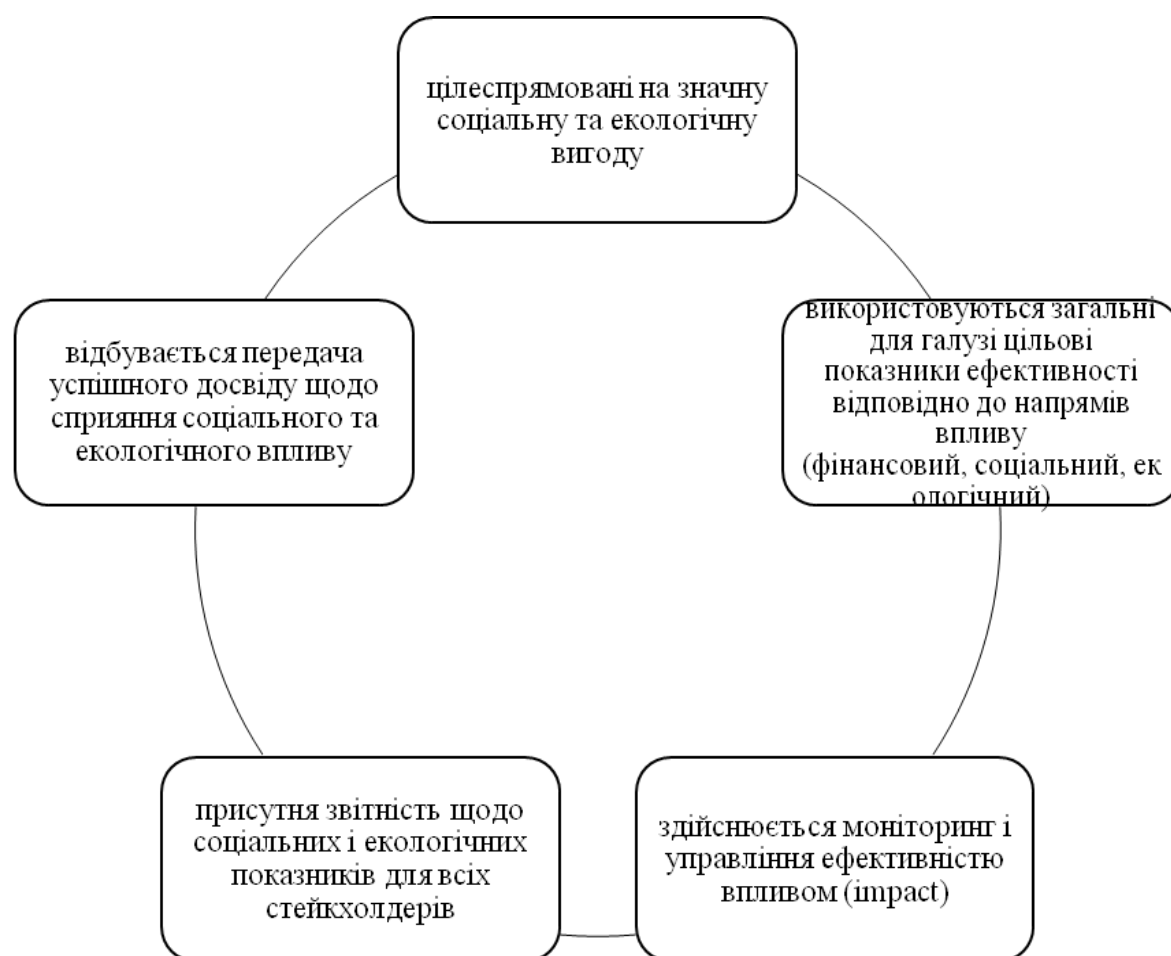 цілеспрямовані на значну
соціальну та екологічну
вигоду
використовуються загальні
для галузі цільові
показники ефективності
відповідно до напрямів
впливу
(фінансовий, соціальний, ек
ологічний)
здійснюється моніторинг і
управління ефективністю
впливом (impact)
присутня звітність щодо
соціальних і екологічних
показників для всіх
стейкхолдерів
відбувається передача
успішного досвіду щодо
сприяння соціального та
екологічного впливу